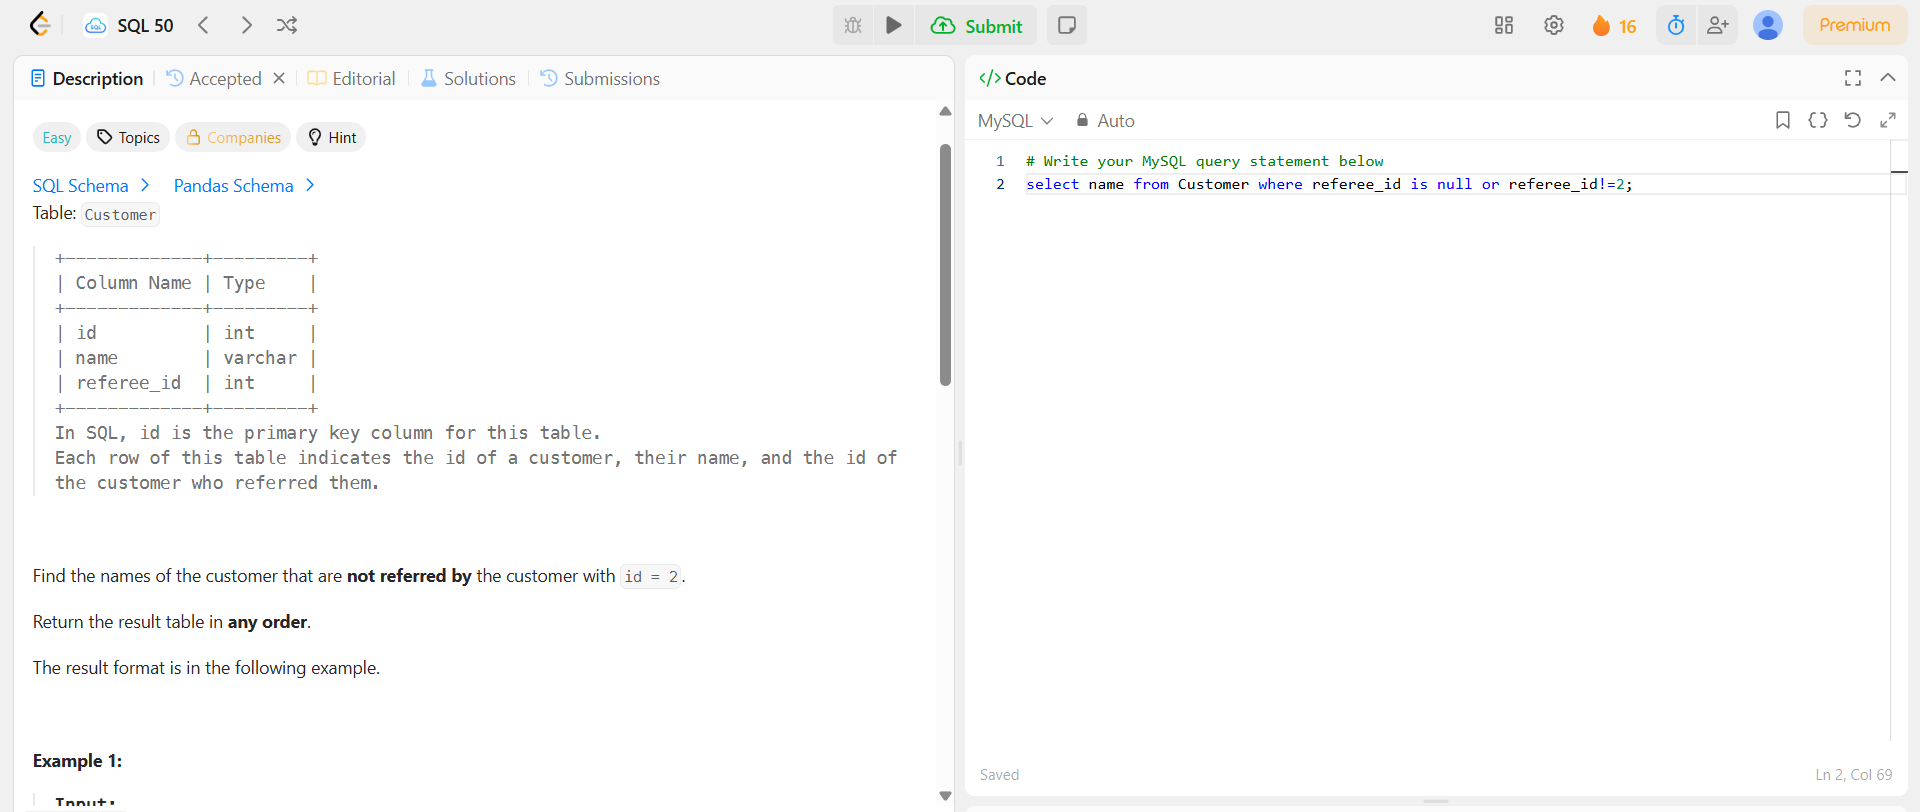 SQL 50
Submit
16
Premium
Description
Accepted
Editorial
Solutions
Submissions
Easy
Topics
Companies
Hint
SQL Schema
Pandas Schema
Table: Customer
+-------------+---------+
| Column Name | Type    |
+-------------+---------+
| id          | int     |
| name        | varchar |
| referee_id  | int     |
+-------------+---------+
In SQL, id is the primary key column for this table.
Each row of this table indicates the id of a customer, their name, and the id of
the customer who referred them.
Find the names of the customer that are not referred by the customer with id = 2.
Return the result table in any order.
The result format is in the following example.
Example 1:
Input:
</> Code
MySQL
Auto
1 # Write your MySQL query statement below
2 select name from Customer where referee_id is null or referee_id!=2;
Saved
Ln 2, Col 69